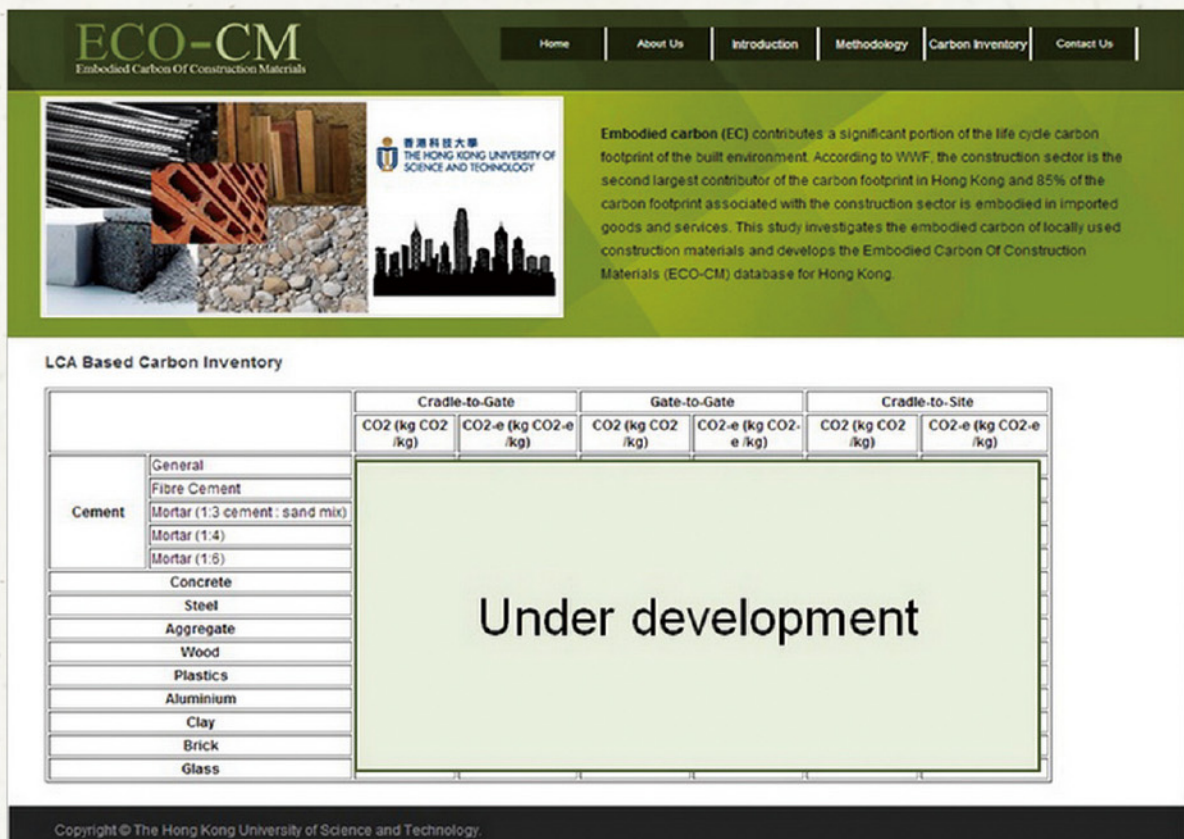 ECO-CM
Embodied Carbon Of Construction Materials
Home
About Us
Introduction
Methodology
Carbon Inventory
Contact Us
香港科技大學
THE HONG KONG UNIVERSITY OF
SCIENCE AND TECHNOLOGY
Embodied carbon (EC) contributes a significant portion of the life cycle carbon
footprint of the built environment. According to WWF, the construction sector is the
second largest contributor of the carbon footprint in Hong Kong and 85% of the
carbon footprint associated with the construction sector is embodied in imported
goods and services. This study investigates the embodied carbon of locally used
construction materials and develops the Embodied Carbon Of Construction
Materials (ECO-CM) database for Hong Kong.
LCA Based Carbon Inventory
Cradle-to-Gate Gate-to-Gate Cradle-to-Site
CO2 (kg CO2 CO2-e (kg CO2-e CO2 (kg CO2 CO2-e (kg CO2- CO2 (kg CO2 CO2-e (kg CO2-e
/kg) /kg) /kg) e /kg) /kg) /kg)
General
Fibre Cement
Cement Mortar (1:3 cement : sand mix)
Mortar (1:4)
Mortar (1:6)
Concrete
Steel
Aggregate
Wood
Plastics
Aluminium
Clay
Brick
Glass
Under development
Copyright © The Hong Kong University of Science and Technology.